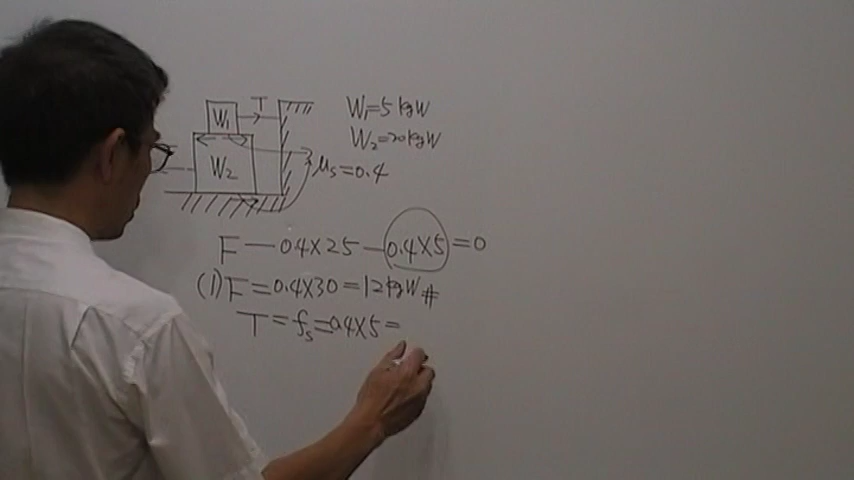 T
W₁
W₁=5kgW
W₂=20kgW
W₂
μs=0.4
F—0.4×25—0.4×5=0
(1)F=0.4×30=12kgW#
T=fs=0.4×5=